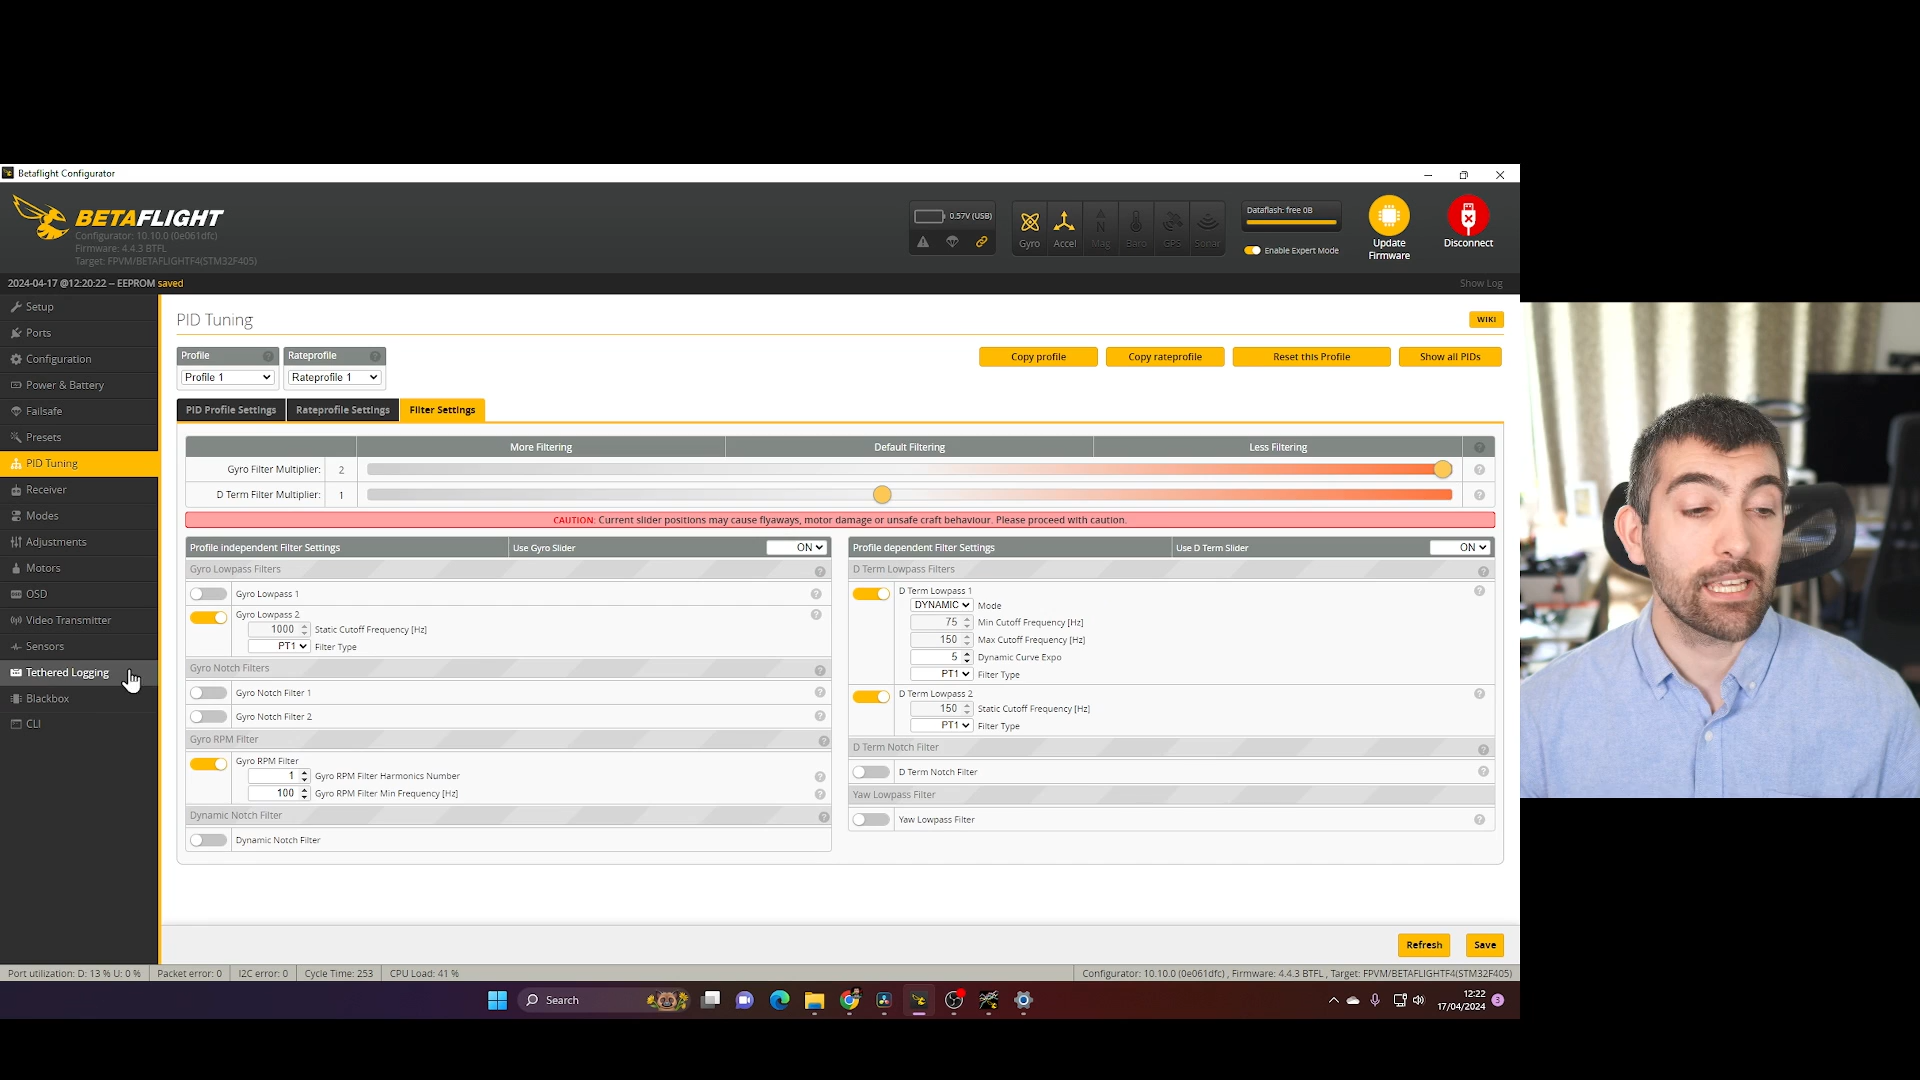 Betaflight Configurator
BETAFLIGHT
Configurator: 10.10.0 (0e061dfc)
Firmware: 4.4.3 BTFL
Target: FPVM/BETAFLIGHTF4(STM32F405)
0.57V (USB)
Gyro
Accel
Mag
Baro
GPS
Sonar
Dataflash: free 0B
Enable Expert Mode
Update
Firmware
Disconnect
2024-04-17 @12:20:22 -- EEPROM saved
Show Log
Setup
Ports
Configuration
Power & Battery
Failsafe
Presets
PID Tuning
Receiver
Modes
Adjustments
Motors
OSD
Video Transmitter
Sensors
Tethered Logging
Blackbox
CLI
PID Tuning
WIKI
Profile
Rateprofile
Profile 1
Rateprofile 1
Copy profile
Copy rateprofile
Reset this Profile
Show all PIDs
PID Profile Settings
Rateprofile Settings
Filter Settings
More Filtering
Default Filtering
Less Filtering
Gyro Filter Multiplier: 2
D Term Filter Multiplier: 1
CAUTION: Current slider positions may cause flyaways, motor damage or unsafe craft behaviour. Please proceed with caution.
Profile independent Filter Settings
Use Gyro Slider
ON
Gyro Lowpass Filters
Gyro Lowpass 1
Gyro Lowpass 2
1000 Static Cutoff Frequency [Hz]
PT1 Filter Type
Gyro Notch Filters
Gyro Notch Filter 1
Gyro Notch Filter 2
Gyro RPM Filter
Gyro RPM Filter
1 Gyro RPM Filter Harmonics Number
100 Gyro RPM Filter Min Frequency [Hz]
Dynamic Notch Filter
Dynamic Notch Filter
Profile dependent Filter Settings
Use D Term Slider
ON
D Term Lowpass Filters
D Term Lowpass 1
DYNAMIC Mode
75 Min Cutoff Frequency [Hz]
150 Max Cutoff Frequency [Hz]
5 Dynamic Curve Expo
PT1 Filter Type
D Term Lowpass 2
150 Static Cutoff Frequency [Hz]
PT1 Filter Type
D Term Notch Filter
D Term Notch Filter
Yaw Lowpass Filter
Yaw Lowpass Filter
Refresh
Save
Port utilization: D: 13 % U: 0 %
Packet error: 0
I2C error: 0
Cycle Time: 253
CPU Load: 41 %
Configurator: 10.10.0 (0e061dfc) , Firmware: 4.4.3 BTFL , Target: FPVM/BETAFLIGHTF4(STM32F405)
Search
12:22
17/04/2024
3